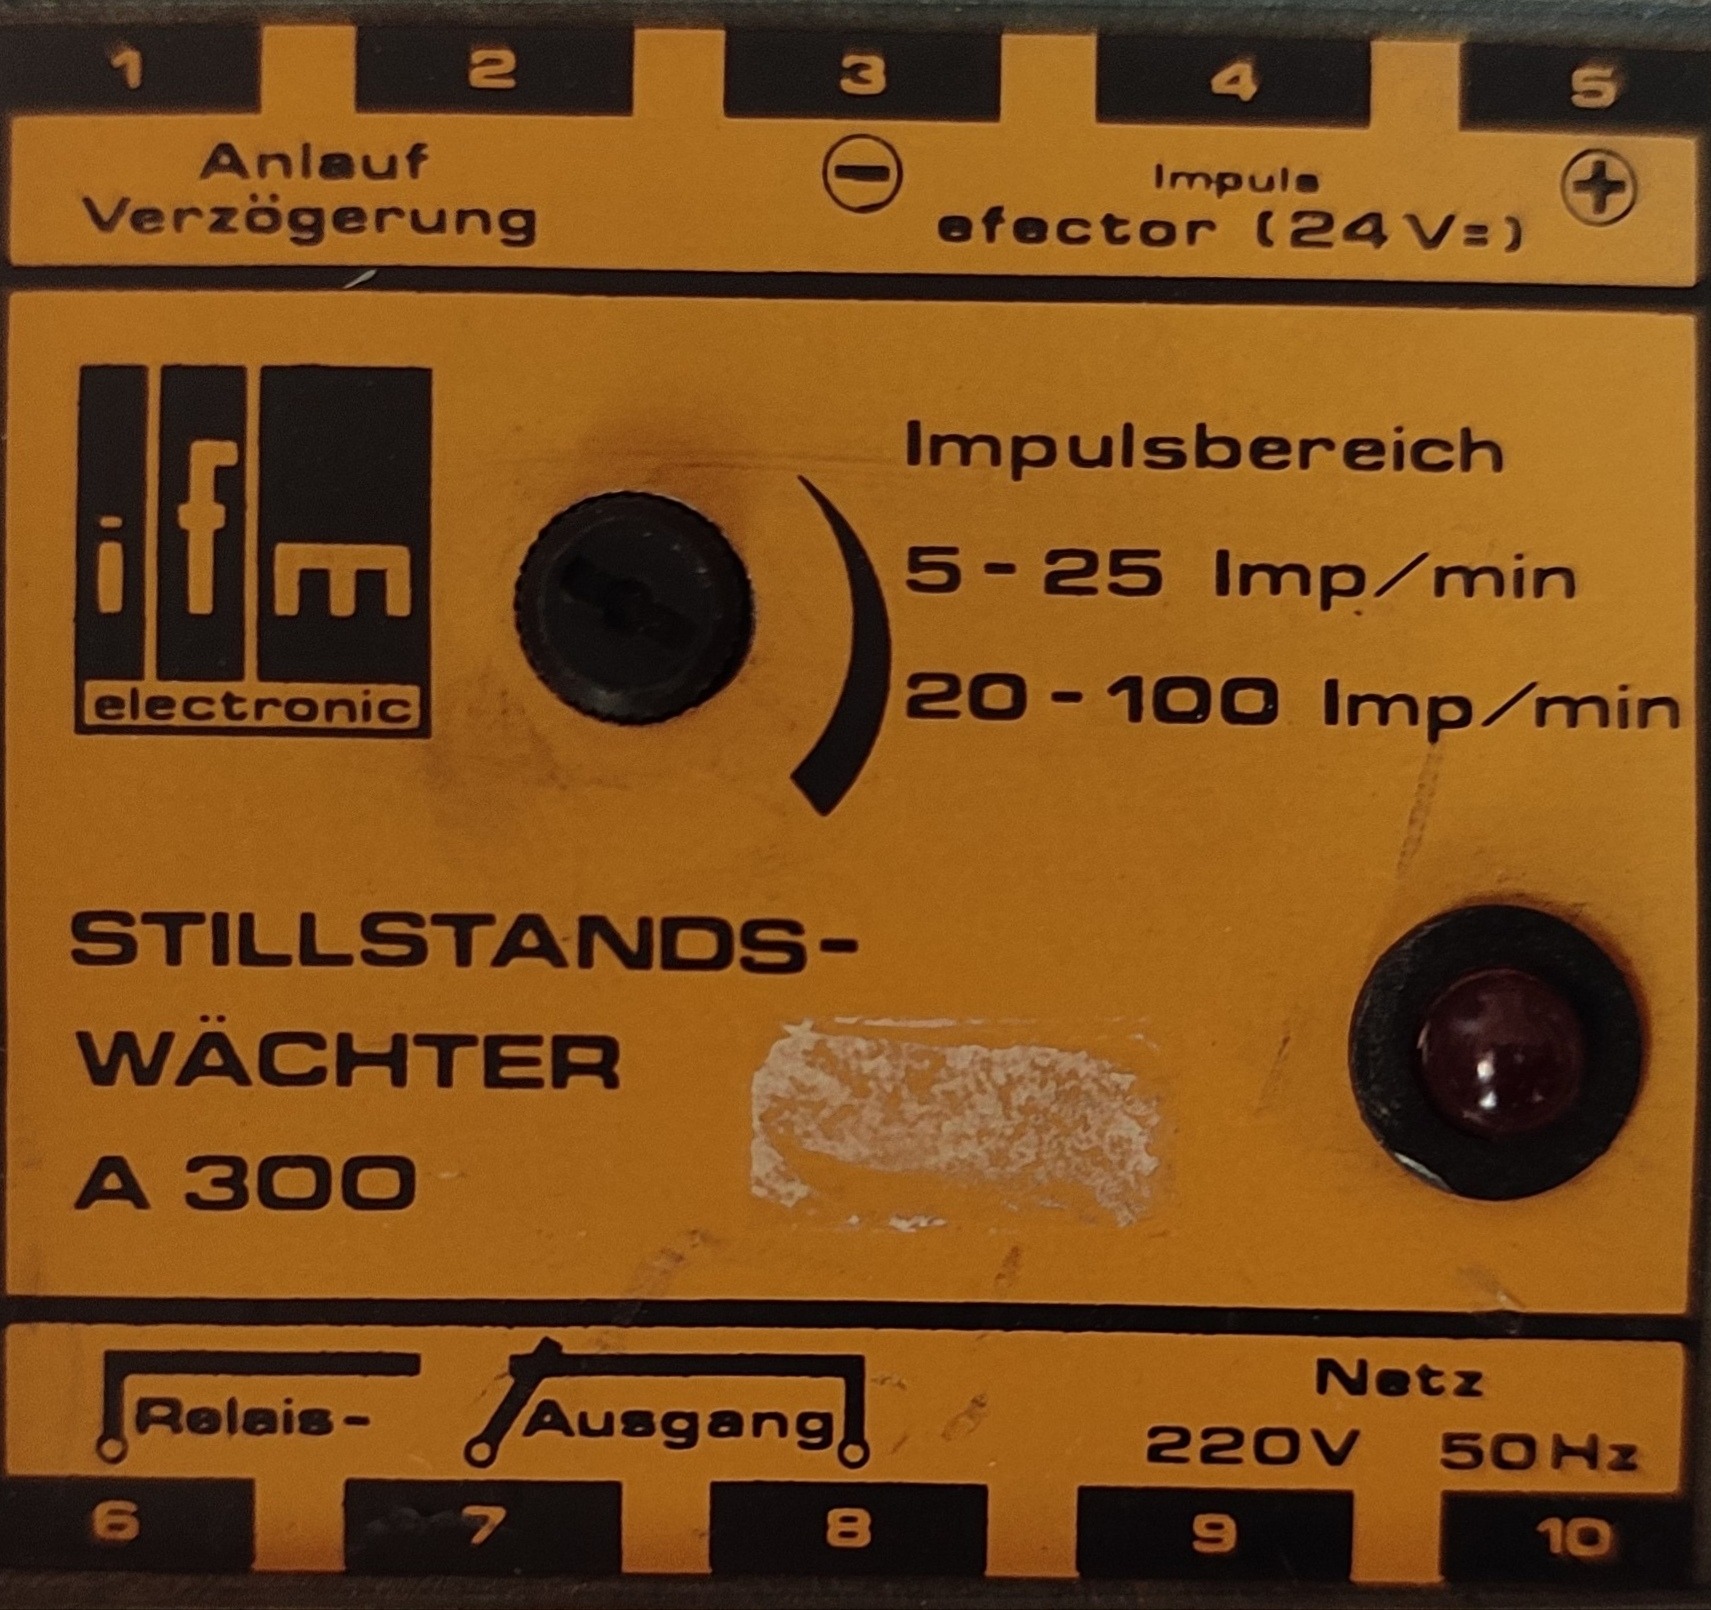 1 2 3 4 5
Anlauf
Verzögerung
− Impuls +
efector (24V=)
ifm
electronic
Impulsbereich
5-25 Imp/min
20-100 Imp/min
STILLSTANDS-
WÄCHTER
A 300
Relais- Ausgang
Netz
220V 50Hz
6 7 8 9 10